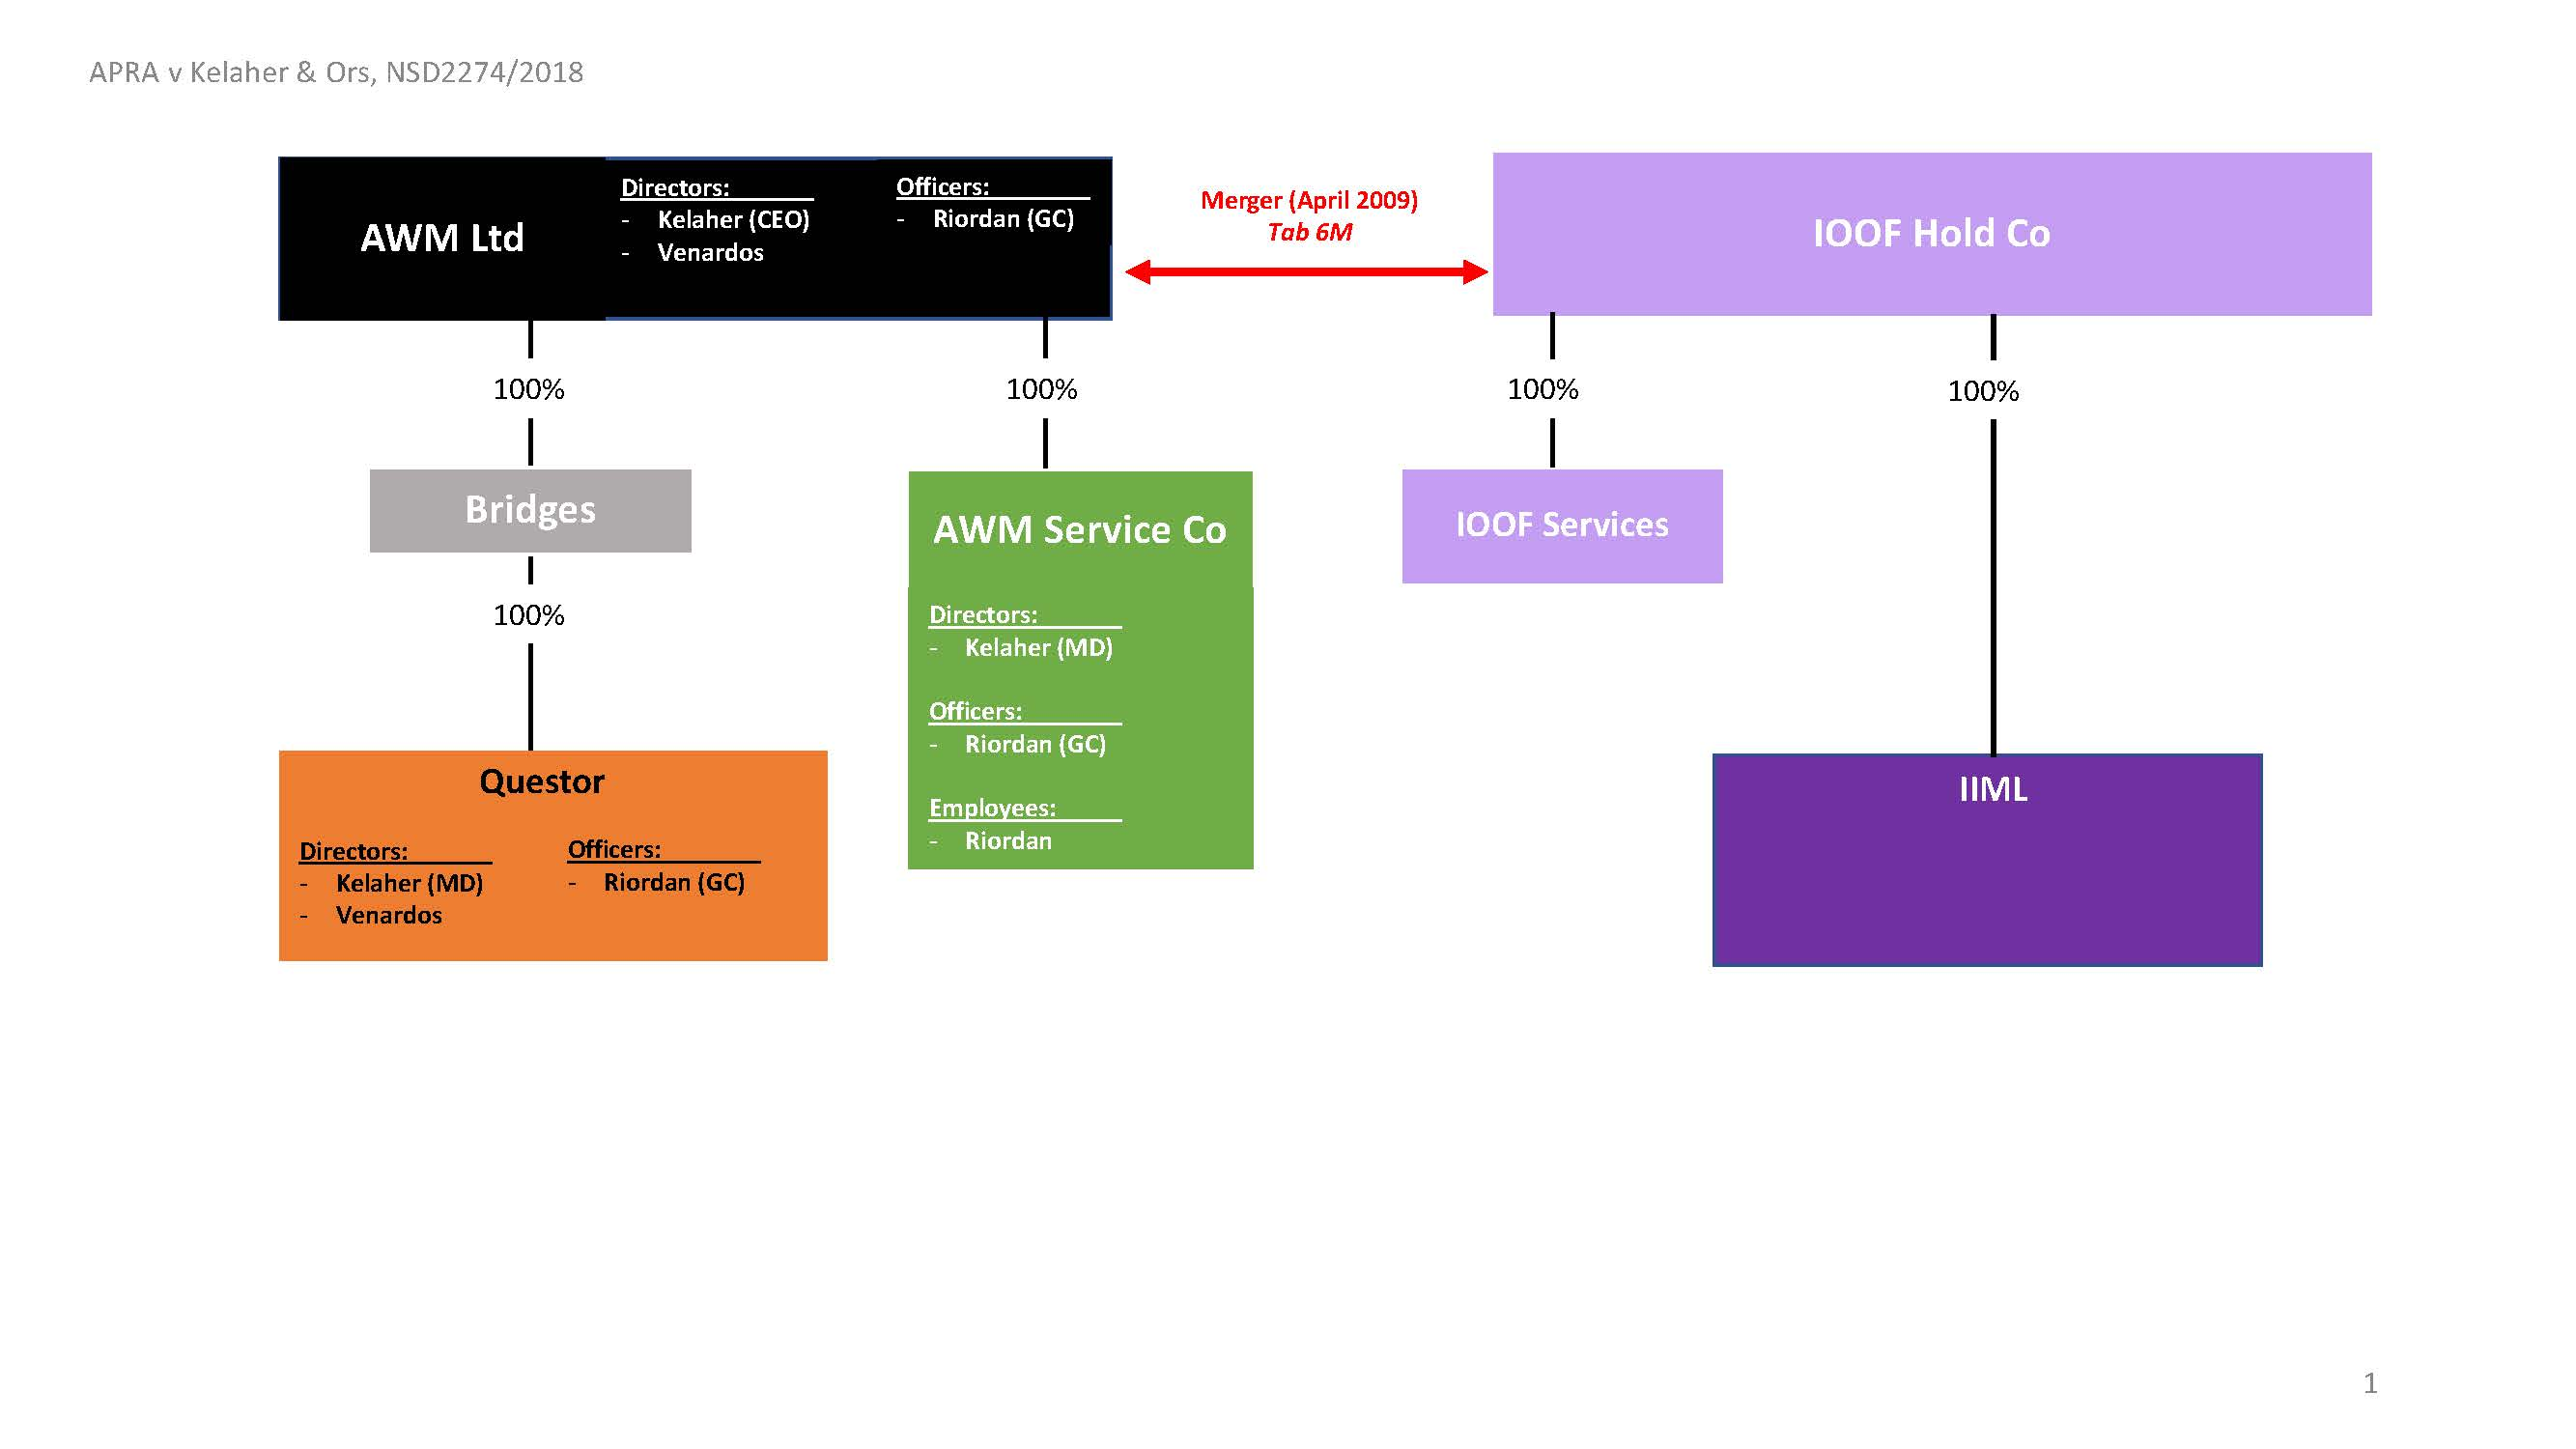 APRA v Kelaher & Ors, NSD2274/2018
AWM Ltd
Directors:
- Kelaher (CEO)
- Venardos
Officers:
- Riordan (GC)
Merger (April 2009)
Tab 6M
IOOF Hold Co
100%
100%
100%
100%
Bridges
AWM Service Co
Directors:
- Kelaher (MD)
Officers:
- Riordan (GC)
Employees:
- Riordan
IOOF Services
100%
Questor
Directors:
- Kelaher (MD)
- Venardos
Officers:
- Riordan (GC)
IIML
1